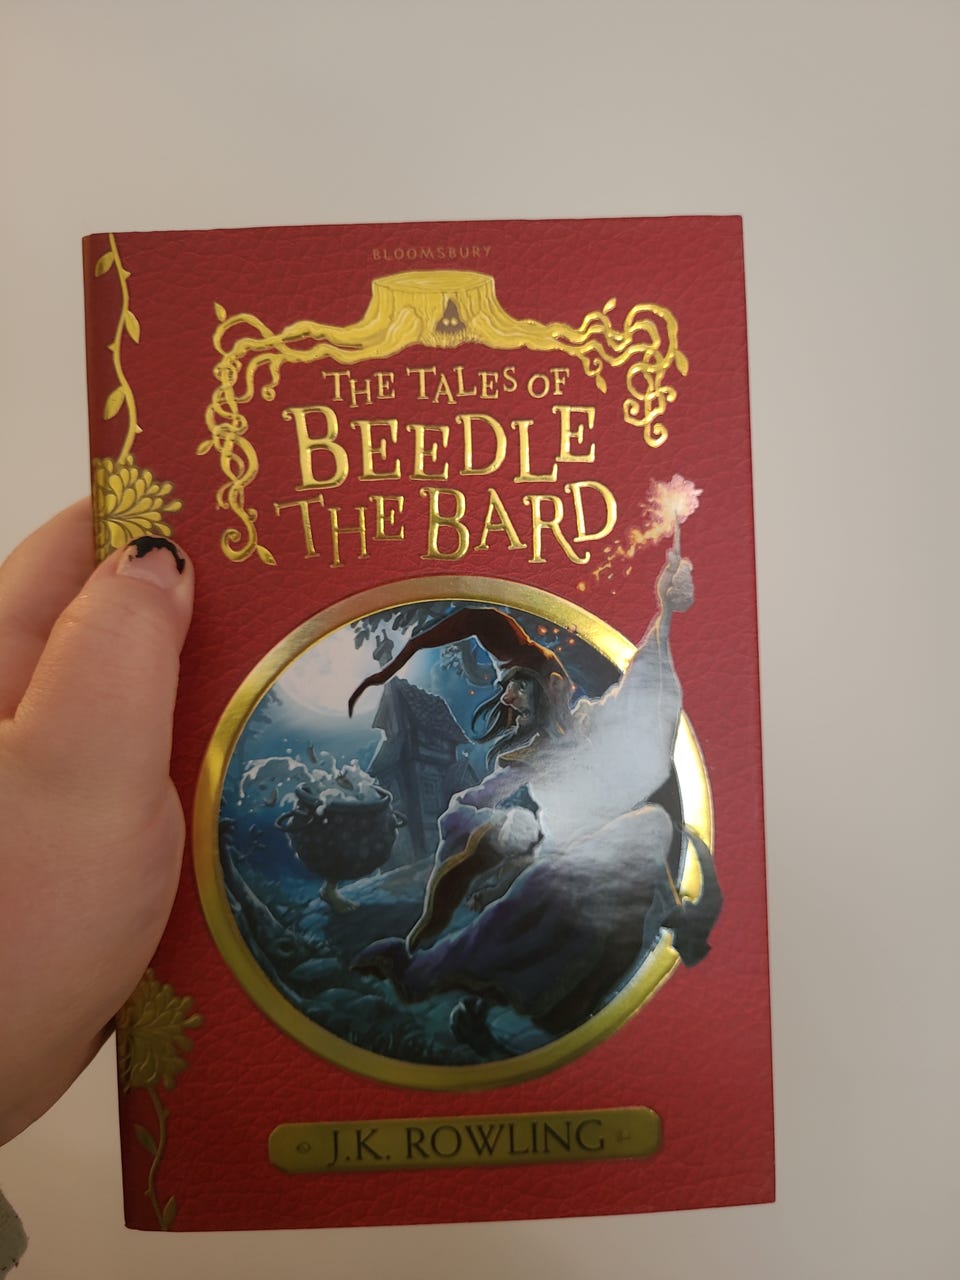 BLOOMSBURY
THE TALES OF
BEEDLE
THE BARD
J.K. ROWLING